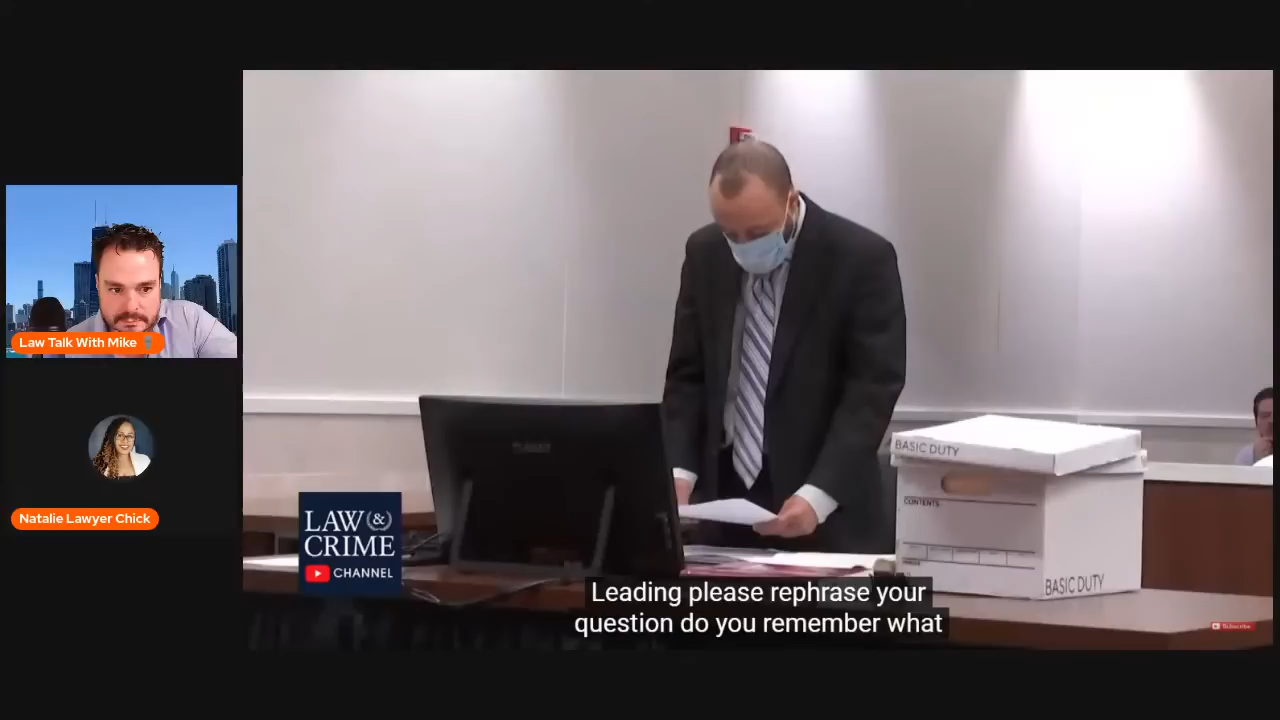 Law Talk With Mike
Natalie Lawyer Chick
BASIC DUTY
CONTENTS
BASIC DUTY
LAW &
CRIME
CHANNEL
Leading please rephrase your
question do you remember what
Subscribe